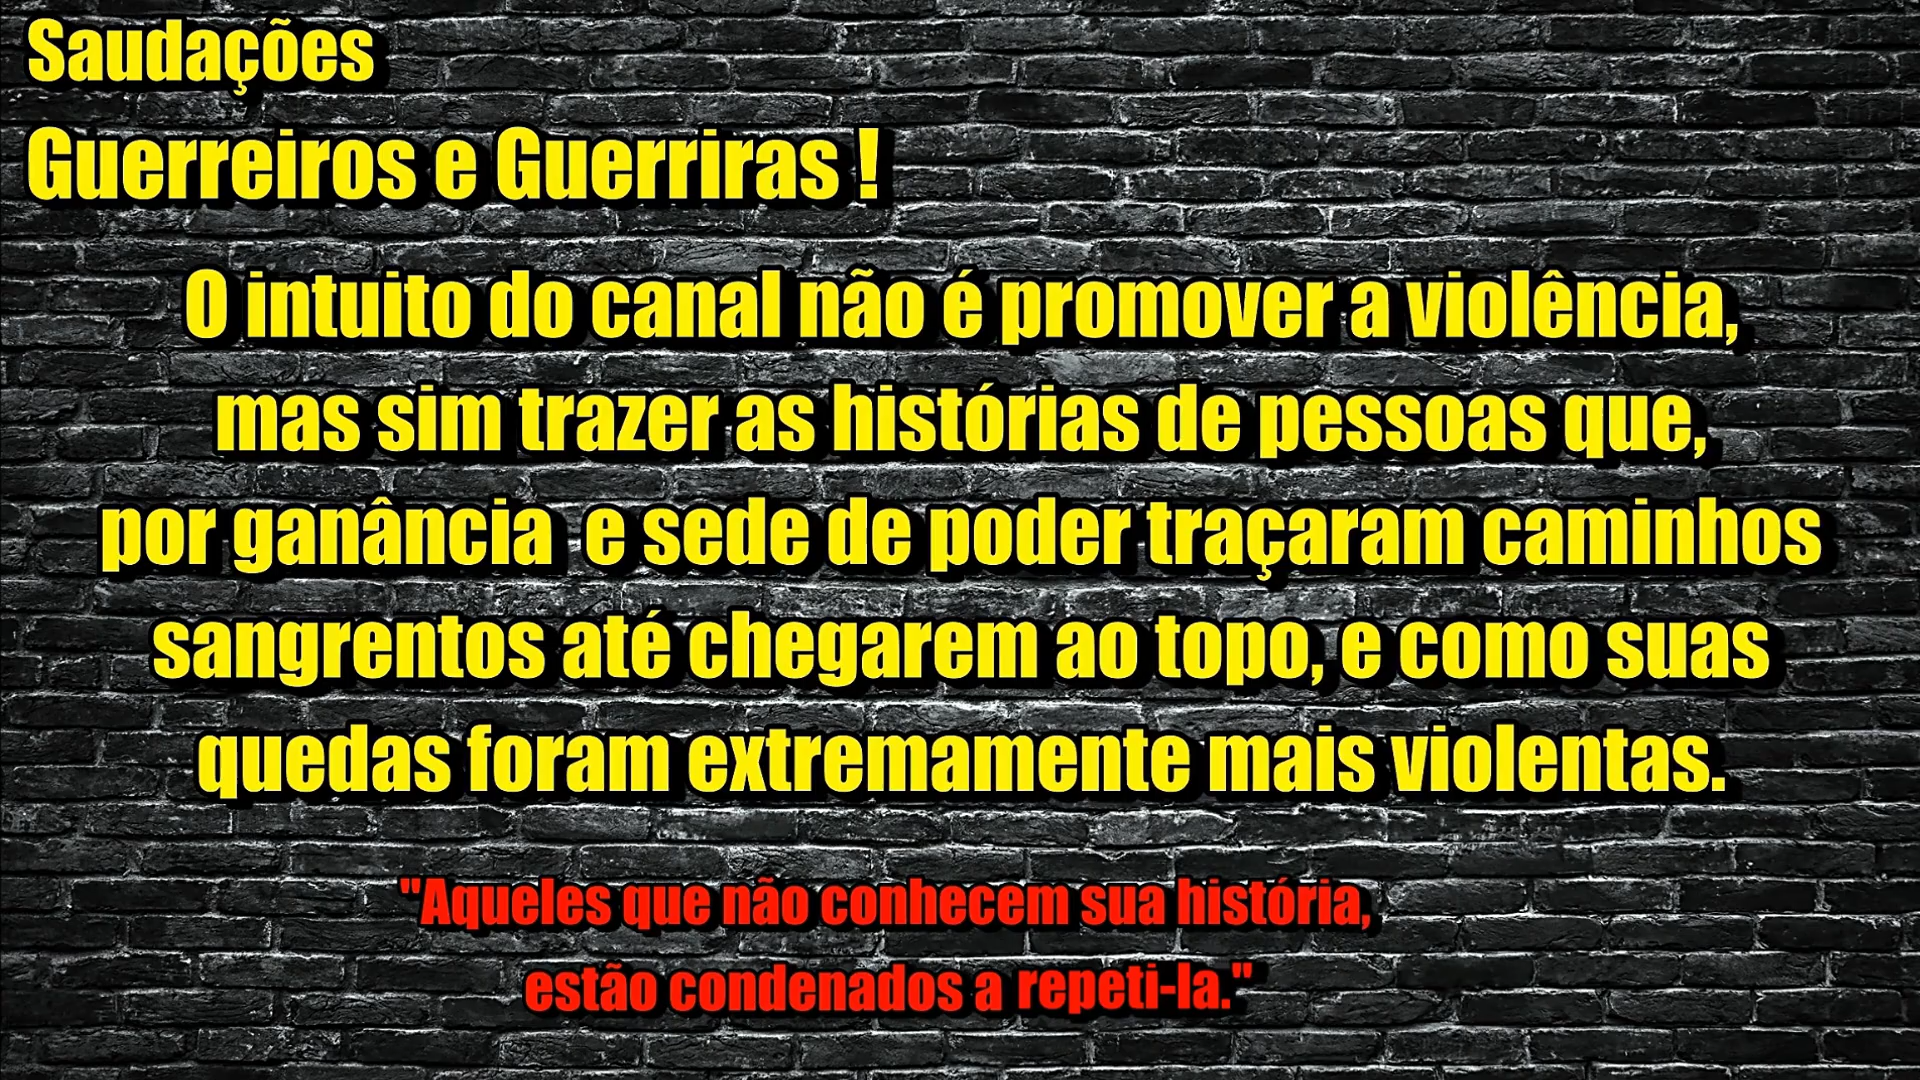 Saudações
Guerreiros e Guerriras !
O intuito do canal não é promover a violência,
mas sim trazer as histórias de pessoas que,
por ganância e sede de poder traçaram caminhos
sangrentos até chegarem ao topo, e como suas
quedas foram extremamente mais violentas.
"Aqueles que não conhecem sua história,
estão condenados a repeti-la."